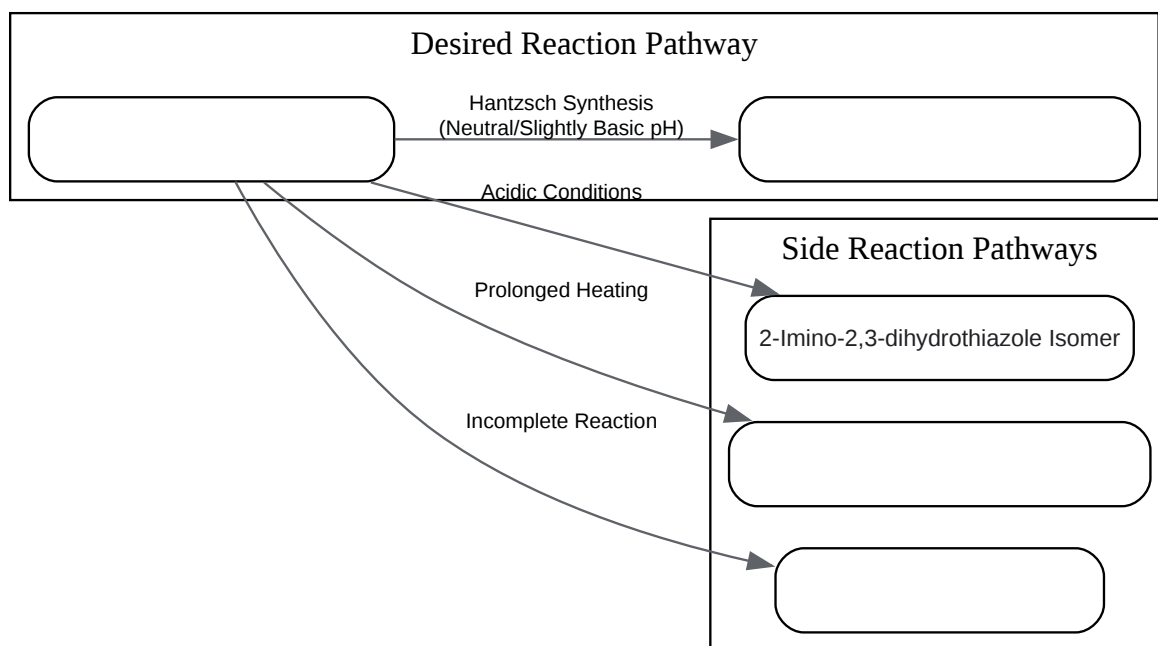 Desired Reaction Pathway
Hantzsch Synthesis
(Neutral/Slightly Basic pH)
Acidic Conditions
Side Reaction Pathways
Prolonged Heating
2-Imino-2,3-dihydrothiazole Isomer
Incomplete Reaction